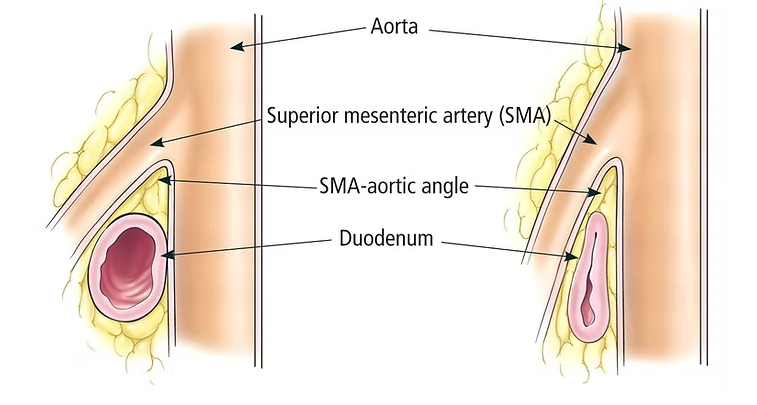 Aorta
Superior mesenteric artery (SMA)
SMA-aortic angle
Duodenum